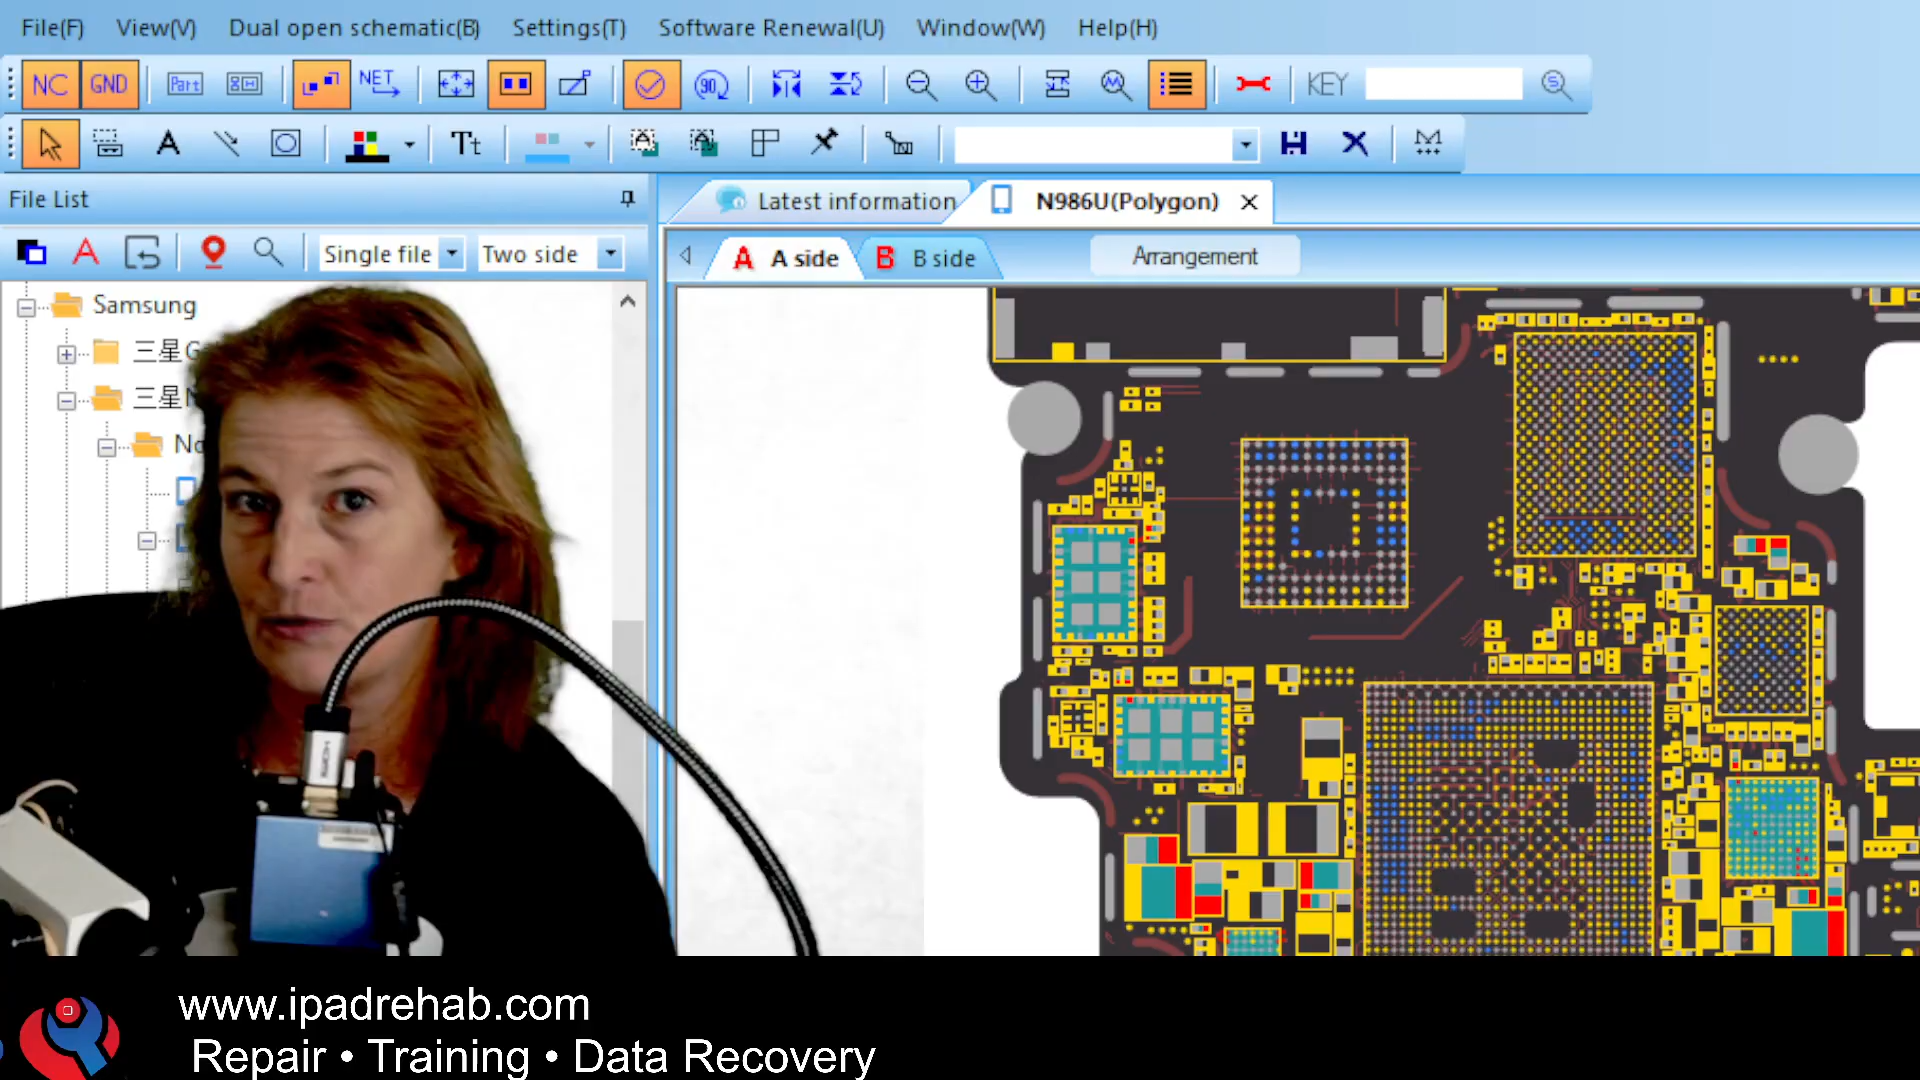 File(F) View(V) Dual open schematic(B) Settings(T) Software Renewal(U) Window(W) Help(H)
NC GND Part NET 90 KEY
A Tt
File List
Latest information N986U(Polygon)
A Single file Two side
A A side B B side Arrangement
Samsung
三星G
三星N
No
www.ipadrehab.com
Repair • Training • Data Recovery